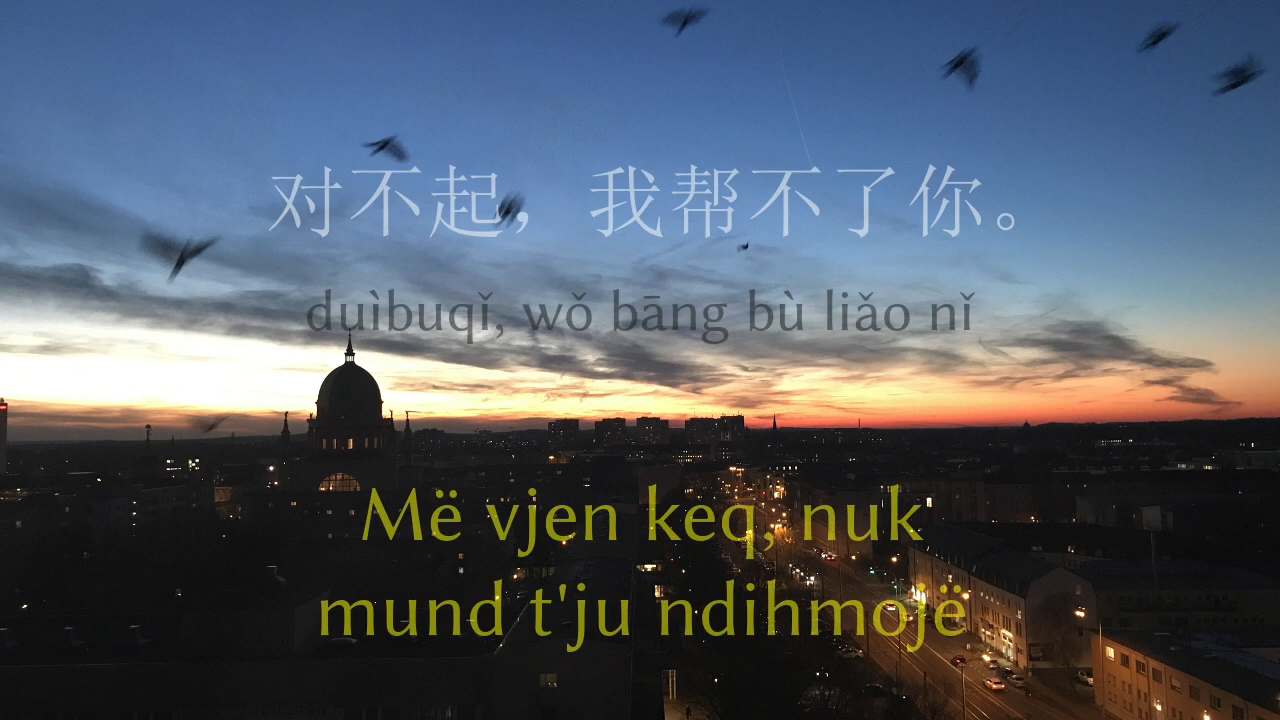 对不起，我帮不了你。
duìbuqǐ, wǒ bāng bù liǎo nǐ
Më vjen keq, nuk
mund t'ju ndihmojë